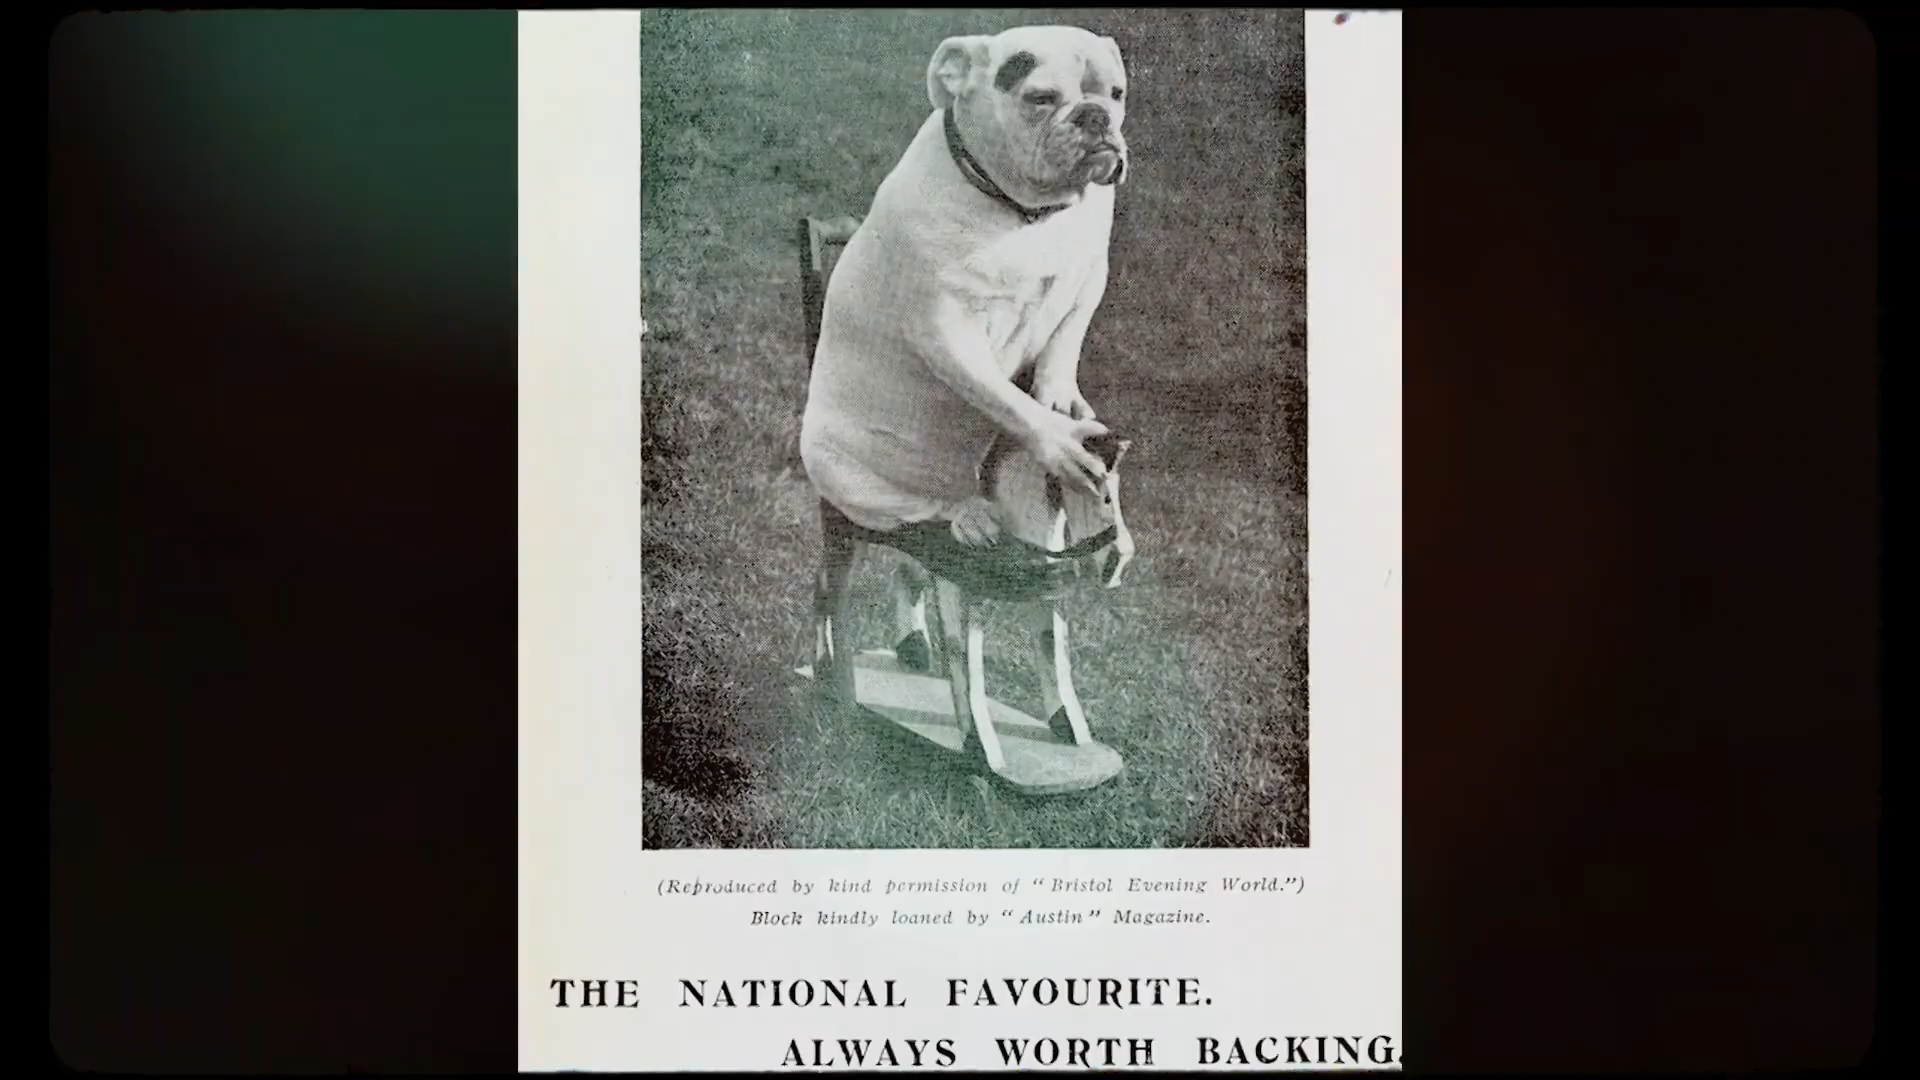 (Reproduced by kind permission of "Bristol Evening World.")
Block kindly loaned by "Austin" Magazine.
THE NATIONAL FAVOURITE.
ALWAYS WORTH BACKING.